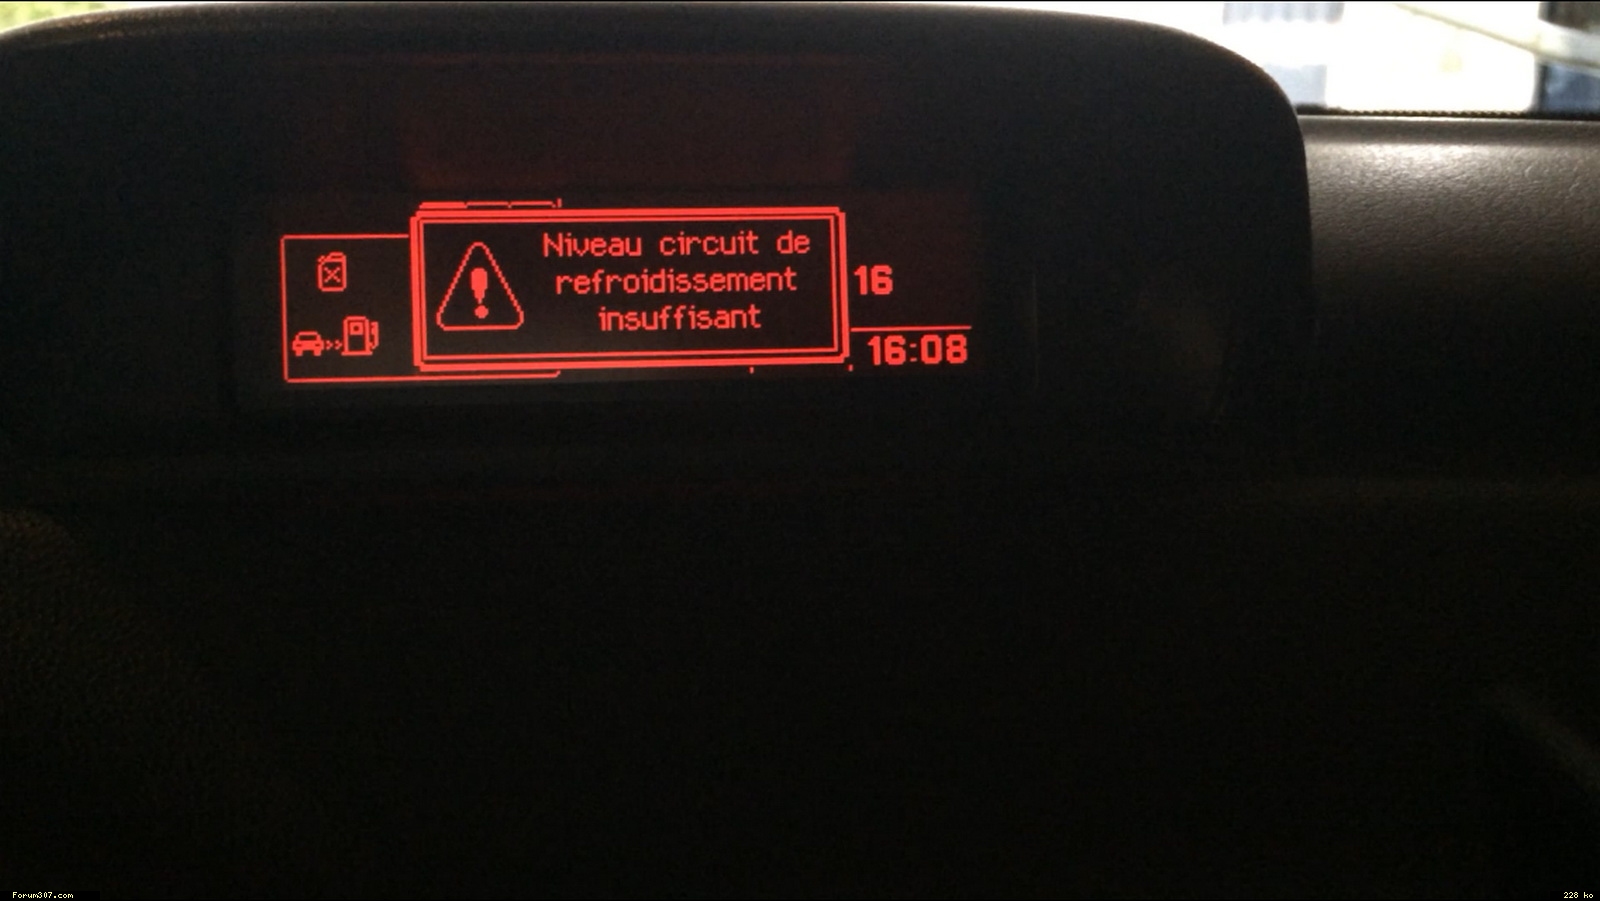 Niveau circuit de
refroidissement
insuffisant
16
16:08
Forum307.com
228 ko